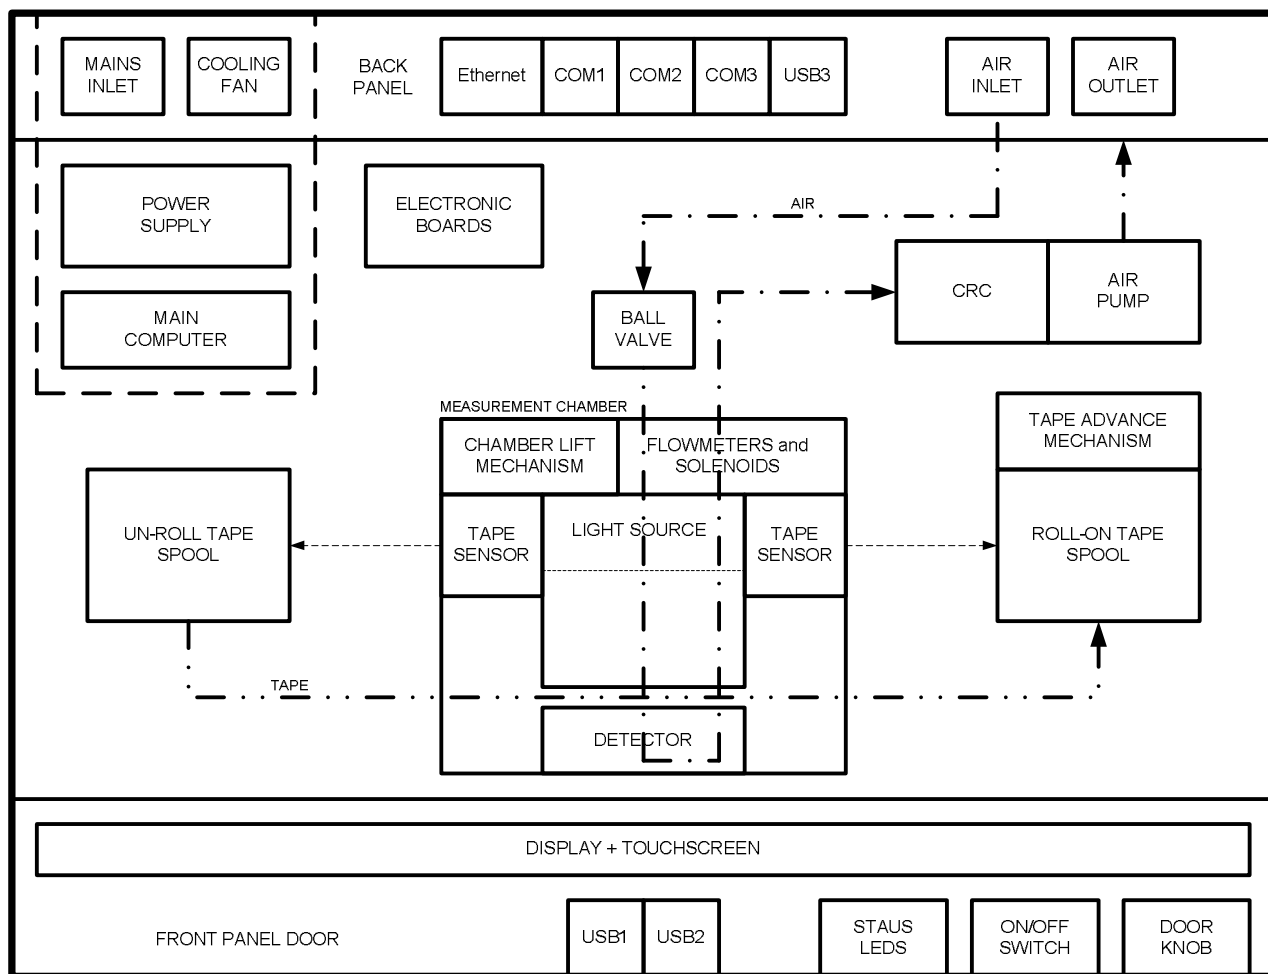 MAINS
INLET
COOLING
FAN
BACK
PANEL
Ethernet
COM1
COM2
COM3
USB3
AIR
INLET
AIR
OUTLET
POWER
SUPPLY
ELECTRONIC
BOARDS
AIR
CRC
AIR
PUMP
MAIN
COMPUTER
BALL
VALVE
MEASUREMENT CHAMBER
CHAMBER LIFT
MECHANISM
FLOWMETERS and
SOLENOIDS
TAPE ADVANCE
MECHANISM
UN-ROLL TAPE
SPOOL
TAPE
SENSOR
LIGHT SOURCE
TAPE
SENSOR
ROLL-ON TAPE
SPOOL
TAPE
DETECTOR
DISPLAY + TOUCHSCREEN
FRONT PANEL DOOR
USB1
USB2
STAUS
LEDS
ON/OFF
SWITCH
DOOR
KNOB